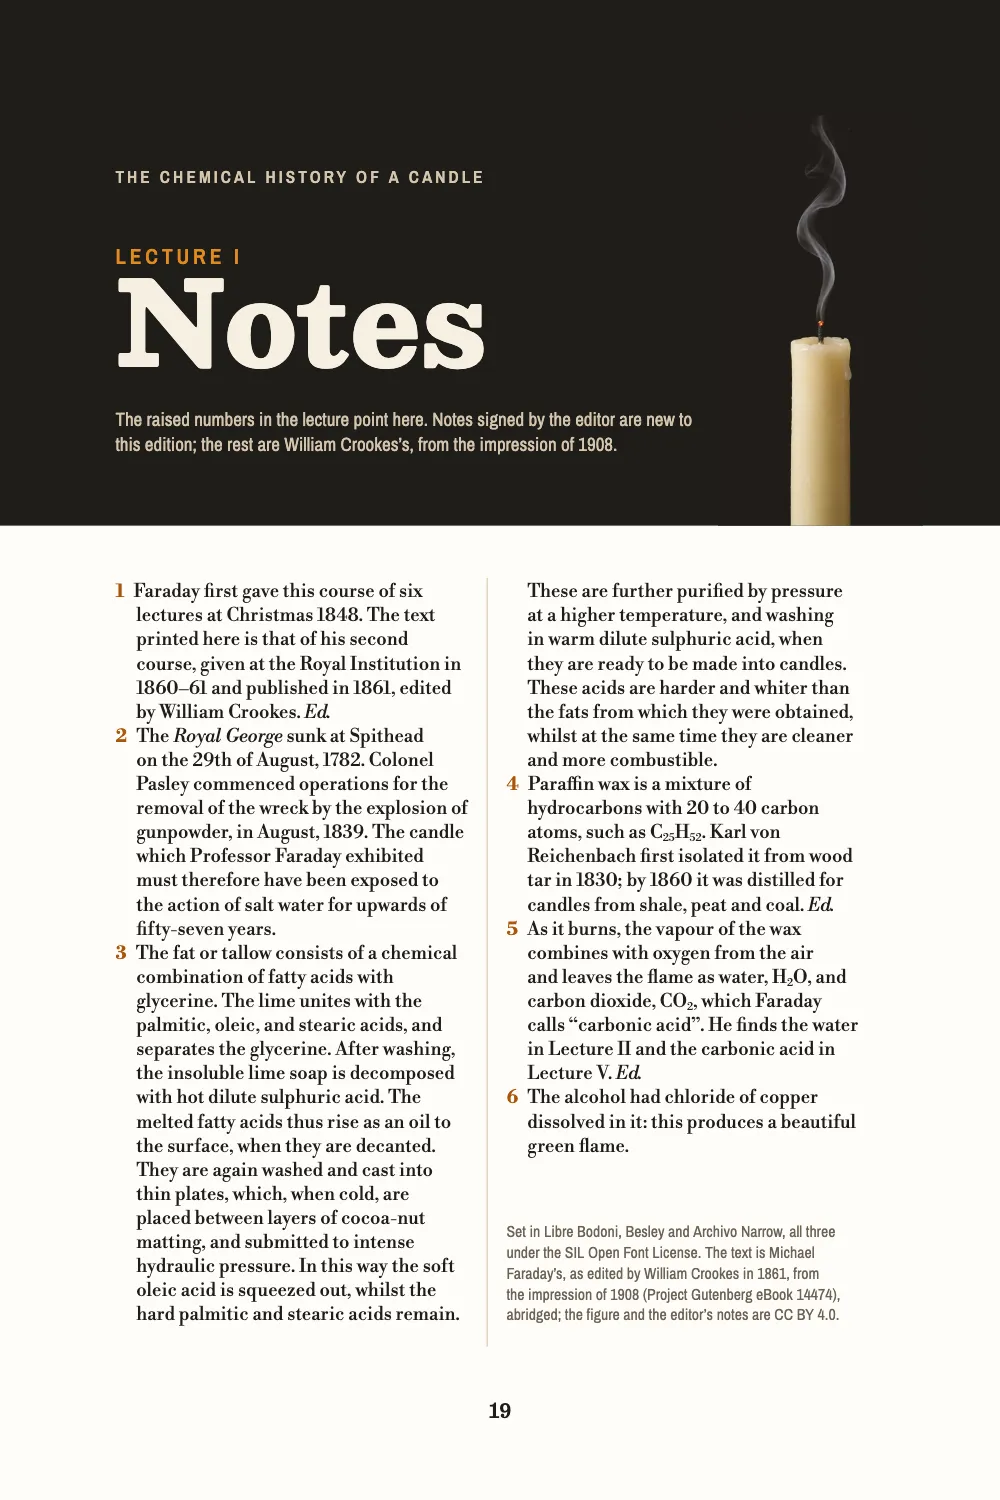 THE CHEMICAL HISTORY OF A CANDLE
LECTURE I
Notes
The raised numbers in the lecture point here. Notes signed by the editor are new to
this edition; the rest are William Crookes’s, from the impression of 1908.
1 Faraday first gave this course of six
lectures at Christmas 1848. The text
printed here is that of his second
course, given at the Royal Institution in
1860–61 and published in 1861, edited
by William Crookes. Ed.
2 The Royal George sunk at Spithead
on the 29th of August, 1782. Colonel
Pasley commenced operations for the
removal of the wreck by the explosion of
gunpowder, in August, 1839. The candle
which Professor Faraday exhibited
must therefore have been exposed to
the action of salt water for upwards of
fifty-seven years.
3 The fat or tallow consists of a chemical
combination of fatty acids with
glycerine. The lime unites with the
palmitic, oleic, and stearic acids, and
separates the glycerine. After washing,
the insoluble lime soap is decomposed
with hot dilute sulphuric acid. The
melted fatty acids thus rise as an oil to
the surface, when they are decanted.
They are again washed and cast into
thin plates, which, when cold, are
placed between layers of cocoa-nut
matting, and submitted to intense
hydraulic pressure. In this way the soft
oleic acid is squeezed out, whilst the
hard palmitic and stearic acids remain.
These are further purified by pressure
at a higher temperature, and washing
in warm dilute sulphuric acid, when
they are ready to be made into candles.
These acids are harder and whiter than
the fats from which they were obtained,
whilst at the same time they are cleaner
and more combustible.
4 Paraffin wax is a mixture of
hydrocarbons with 20 to 40 carbon
atoms, such as C₂₅H₅₂. Karl von
Reichenbach first isolated it from wood
tar in 1830; by 1860 it was distilled for
candles from shale, peat and coal. Ed.
5 As it burns, the vapour of the wax
combines with oxygen from the air
and leaves the flame as water, H₂O, and
carbon dioxide, CO₂, which Faraday
calls “carbonic acid”. He finds the water
in Lecture II and the carbonic acid in
Lecture V. Ed.
6 The alcohol had chloride of copper
dissolved in it: this produces a beautiful
green flame.
Set in Libre Bodoni, Besley and Archivo Narrow, all three
under the SIL Open Font License. The text is Michael
Faraday’s, as edited by William Crookes in 1861, from
the impression of 1908 (Project Gutenberg eBook 14474),
abridged; the figure and the editor’s notes are CC BY 4.0.
19